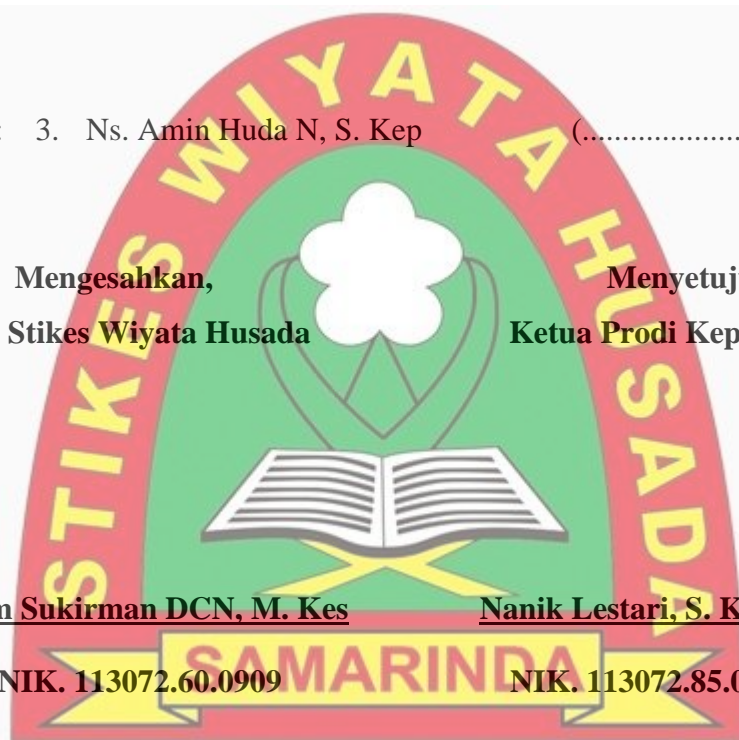 : 3. Ns. Amin Huda N, S. Kep (.....................
Mengesahkan, Menyetuj
Stikes Wiyata Husada Ketua Prodi Kep
Sukirman DCN, M. Kes Nanik Lestari, S. K
NIK. 113072.60.0909 NIK. 113072.85.0
STIKES WIYATA HUSADA
SAMARINDA